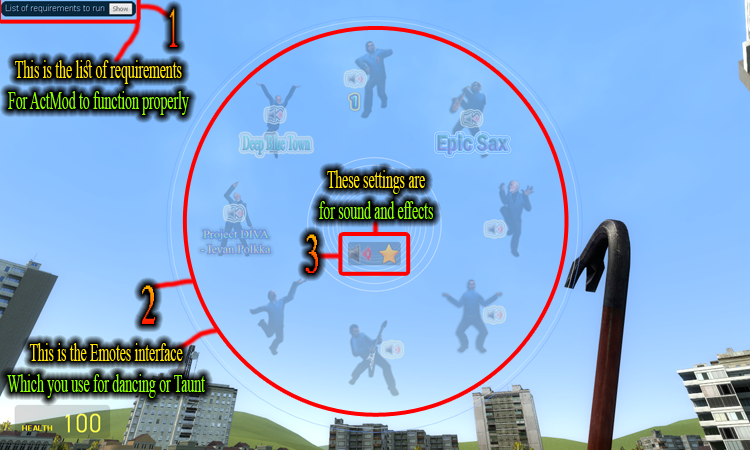 List of requirements to run Show
1
This is the list of requirements
For ActMod to function properly
1
Deep Blue Town
Epic Sax
These settings are
for sound and effects
Project DIVA
- Ievan Polkka
3
2
This is the Emotes interface
Which you use for dancing or Taunt
HEALTH 100